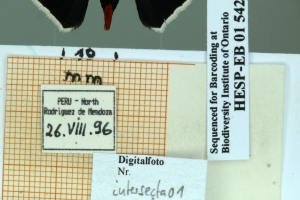 mm
PERU - North
Rodriguez de Mendoza
26. VIII. 96
Digitalfoto
Nr.
intersecta01
Sequenced for Barcoding at
Biodiversity Institute of Ontario
HESP-EB 01 542